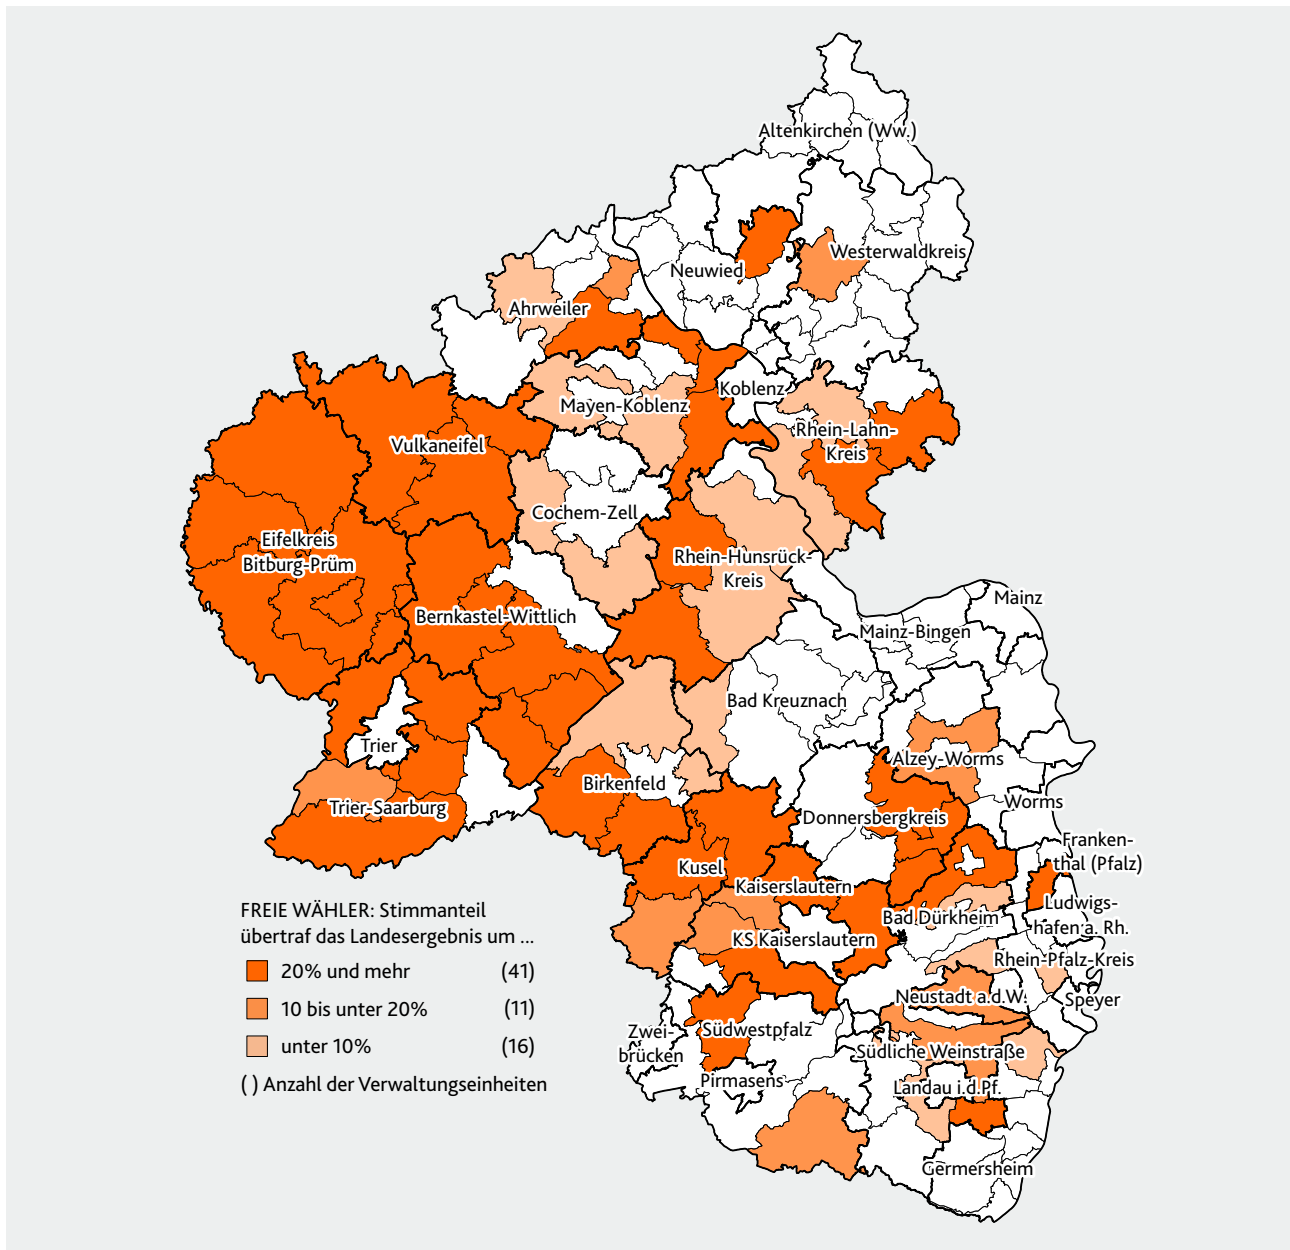 Altenkirchen (Ww.)
Westerwaldkreis
Neuwied
Ahrweiler
Koblenz
Mayen-Koblenz
Rhein-Lahn-
Kreis
Vulkaneifel
Cochem-Zell
Eifelkreis
Bitburg-Prüm
Rhein-Hunsrück-
Kreis
Mainz
Bernkastel-Wittlich
Mainz-Bingen
Bad Kreuznach
Trier
Alzey-Worms
Birkenfeld
Trier-Saarburg
Worms
Donnersbergkreis
Franken-
thal (Pfalz)
Kusel
Kaiserslautern
Ludwigs-
hafen a. Rh.
Bad Dürkheim
KS Kaiserslautern
Rhein-Pfalz-Kreis
Neustadt a.d.W.
Speyer
Zwei-
brücken
Südwestpfalz
Südliche Weinstraße
Pirmasens
Landau i.d.Pf.
Germersheim
FREIE WÄHLER: Stimmanteil
übertraf das Landesergebnis um ...
20% und mehr (41)
10 bis unter 20% (11)
unter 10% (16)
( ) Anzahl der Verwaltungseinheiten